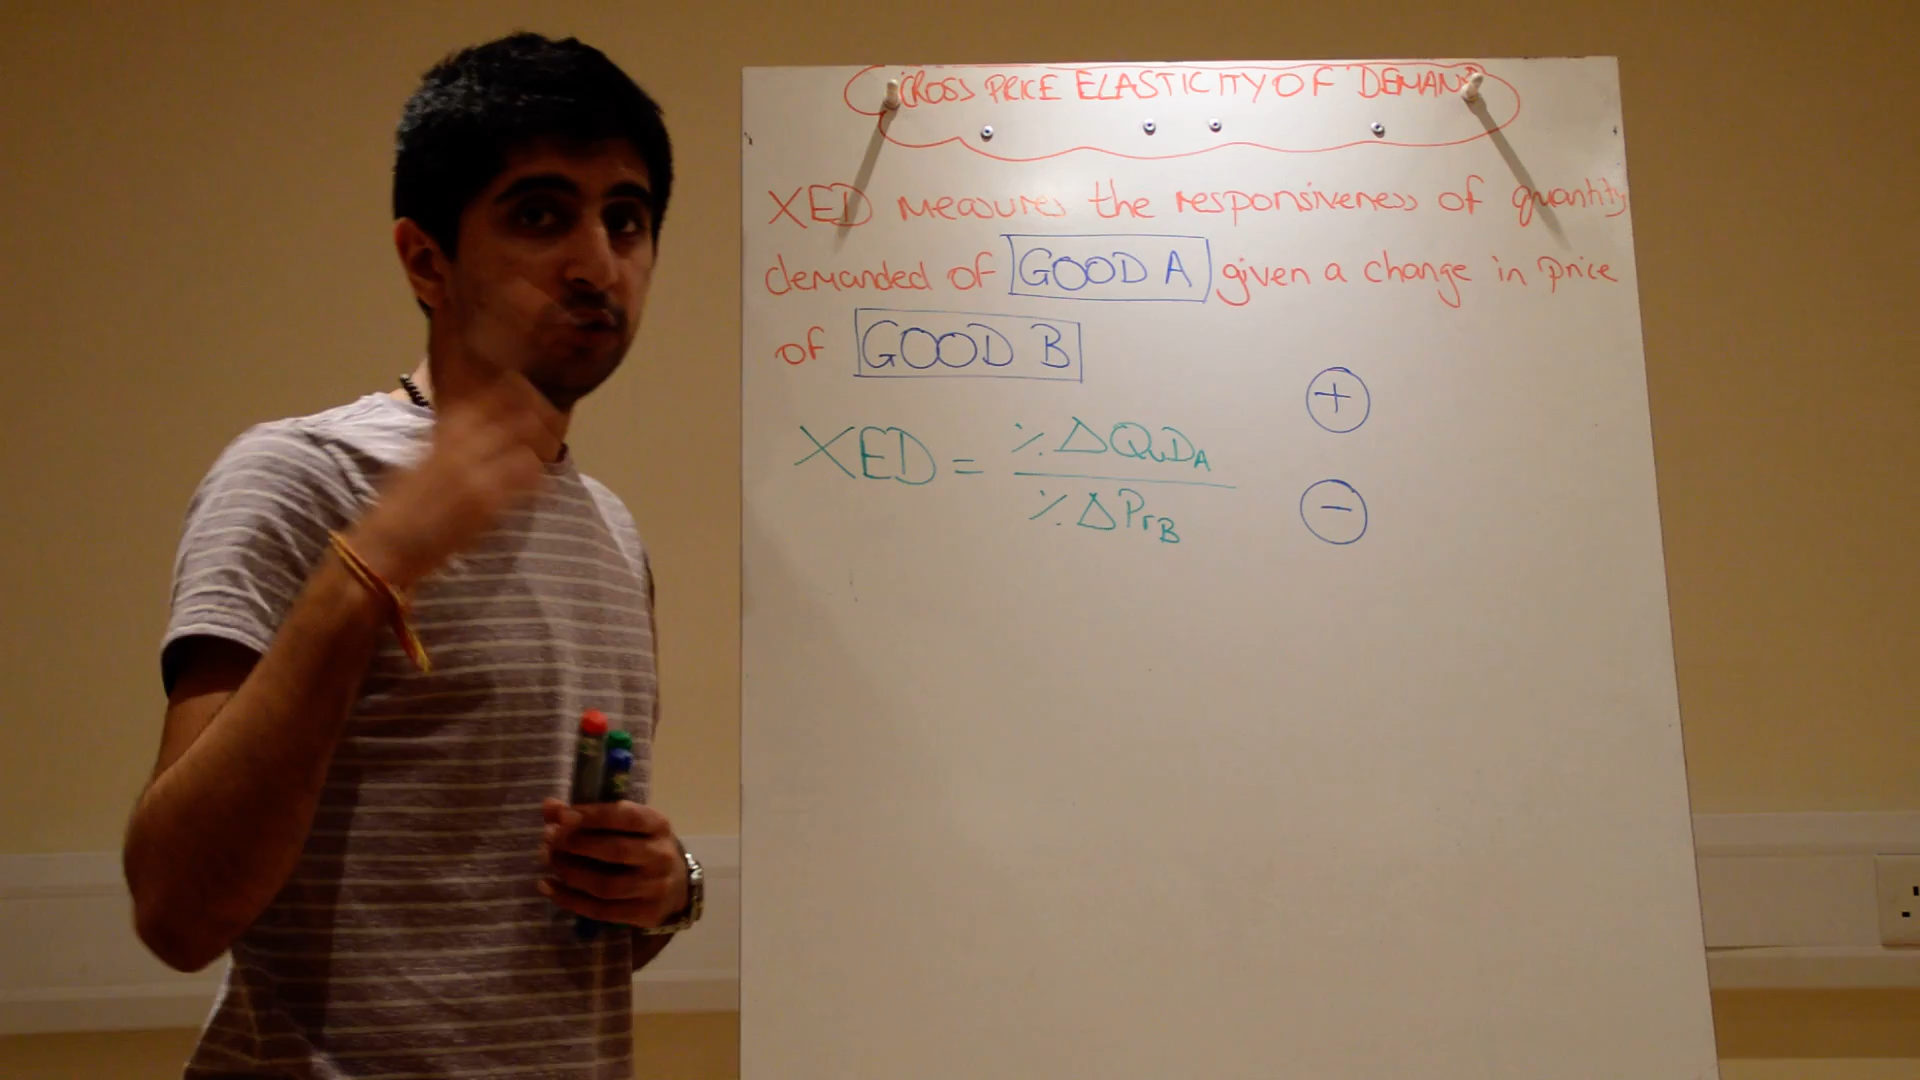 CROSS PRICE ELASTICITY OF DEMAND
XED measures the responsiveness of quantity
demanded of GOOD A given a change in price
of GOOD B
XED = % ΔQDA / % ΔPrB
+
−